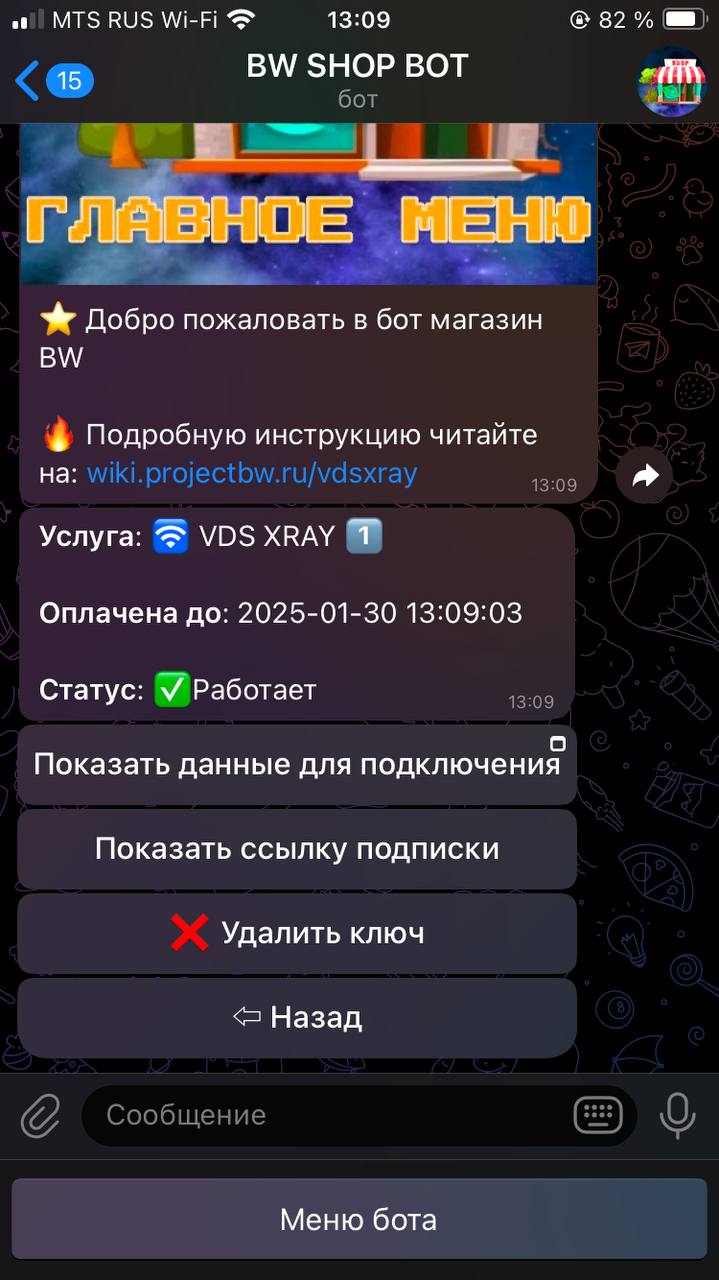 MTS RUS Wi-Fi 13:09 82 %
15 BW SHOP BOT
бот
ГЛАВНОЕ МЕНЮ
⭐ Добро пожаловать в бот магазин
BW
🔥 Подробную инструкцию читайте
на: wiki.projectbw.ru/vdsxray 13:09
Услуга: 🛜 VDS XRAY 1️⃣
Оплачена до: 2025-01-30 13:09:03
Статус: ✅Работает 13:09
Показать данные для подключения
Показать ссылку подписки
❌ Удалить ключ
⇦ Назад
Сообщение
Меню бота